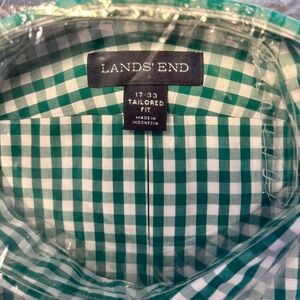 LANDS' END
17-33
TAILORED
FIT
MADE IN
INDONESIA